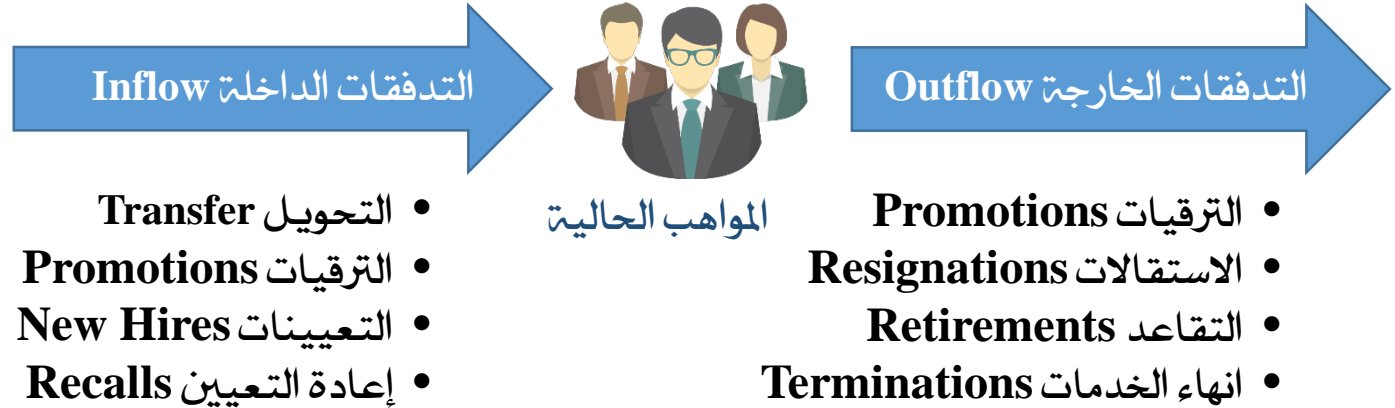 التدفقات الداخلة Inflow
التدفقات الخارجة Outflow
المواهب الحالية
• التحويل Transfer
• الترقيات Promotions
• التعيينات New Hires
• إعادة التعيين Recalls
• الترقيات Promotions
• الاستقالات Resignations
• التقاعد Retirements
• انهاء الخدمات Terminations